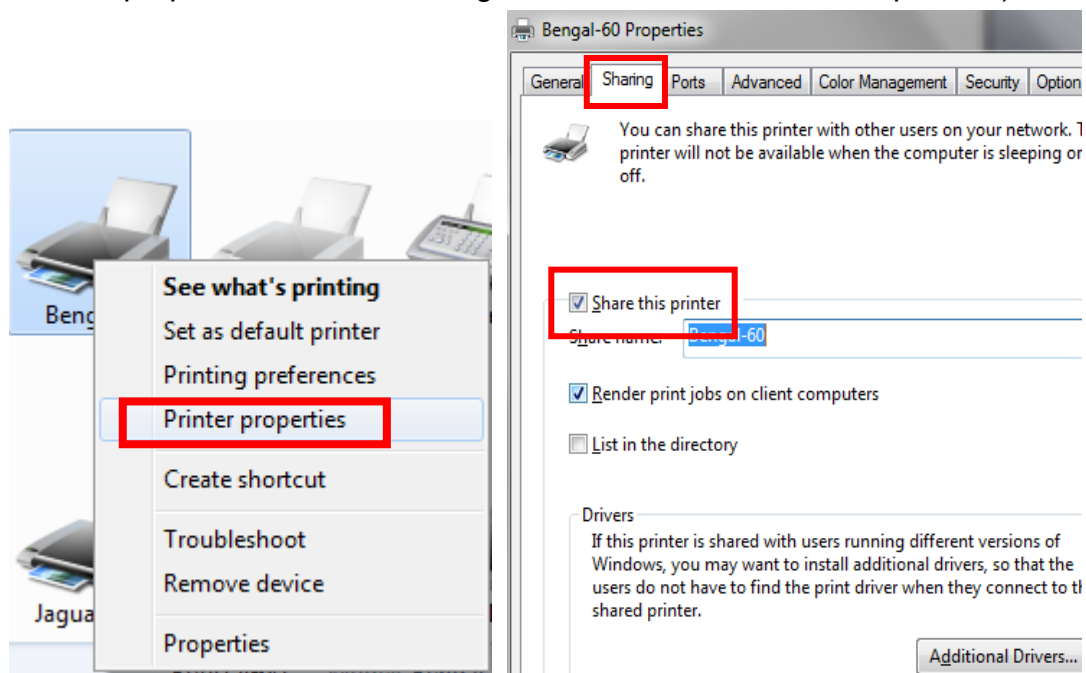 Beng
See what's printing
Set as default printer
Printing preferences
Printer properties
Create shortcut
Troubleshoot
Remove device
Properties
Jagua
Bengal-60 Properties
General Sharing Ports Advanced Color Management Security Option
You can share this printer with other users on your network. T
printer will not be available when the computer is sleeping or
off.
Share this printer
Share name: Bengal-60
Render print jobs on client computers
List in the directory
Drivers
If this printer is shared with users running different versions of
Windows, you may want to install additional drivers, so that the
users do not have to find the print driver when they connect to th
shared printer.
Additional Drivers...